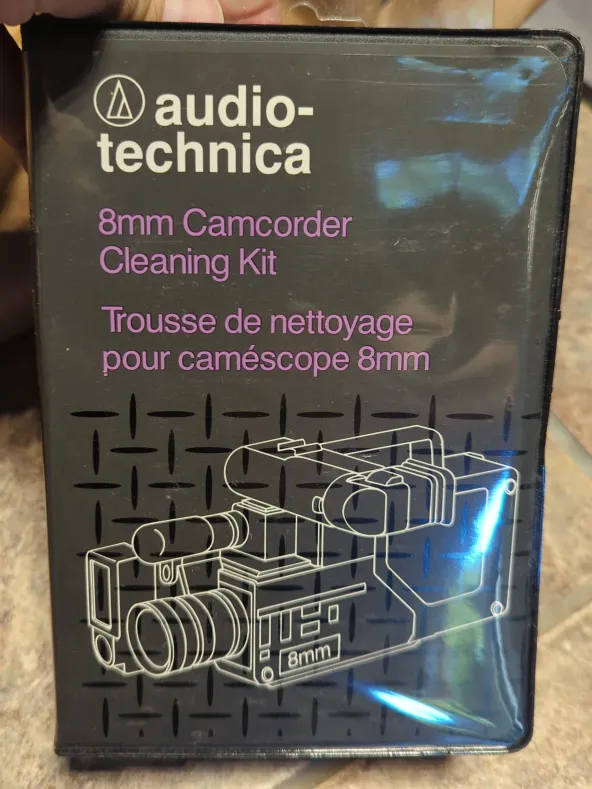 audio-
technica
8mm Camcorder
Cleaning Kit
Trousse de nettoyage
pour caméscope 8mm
8mm